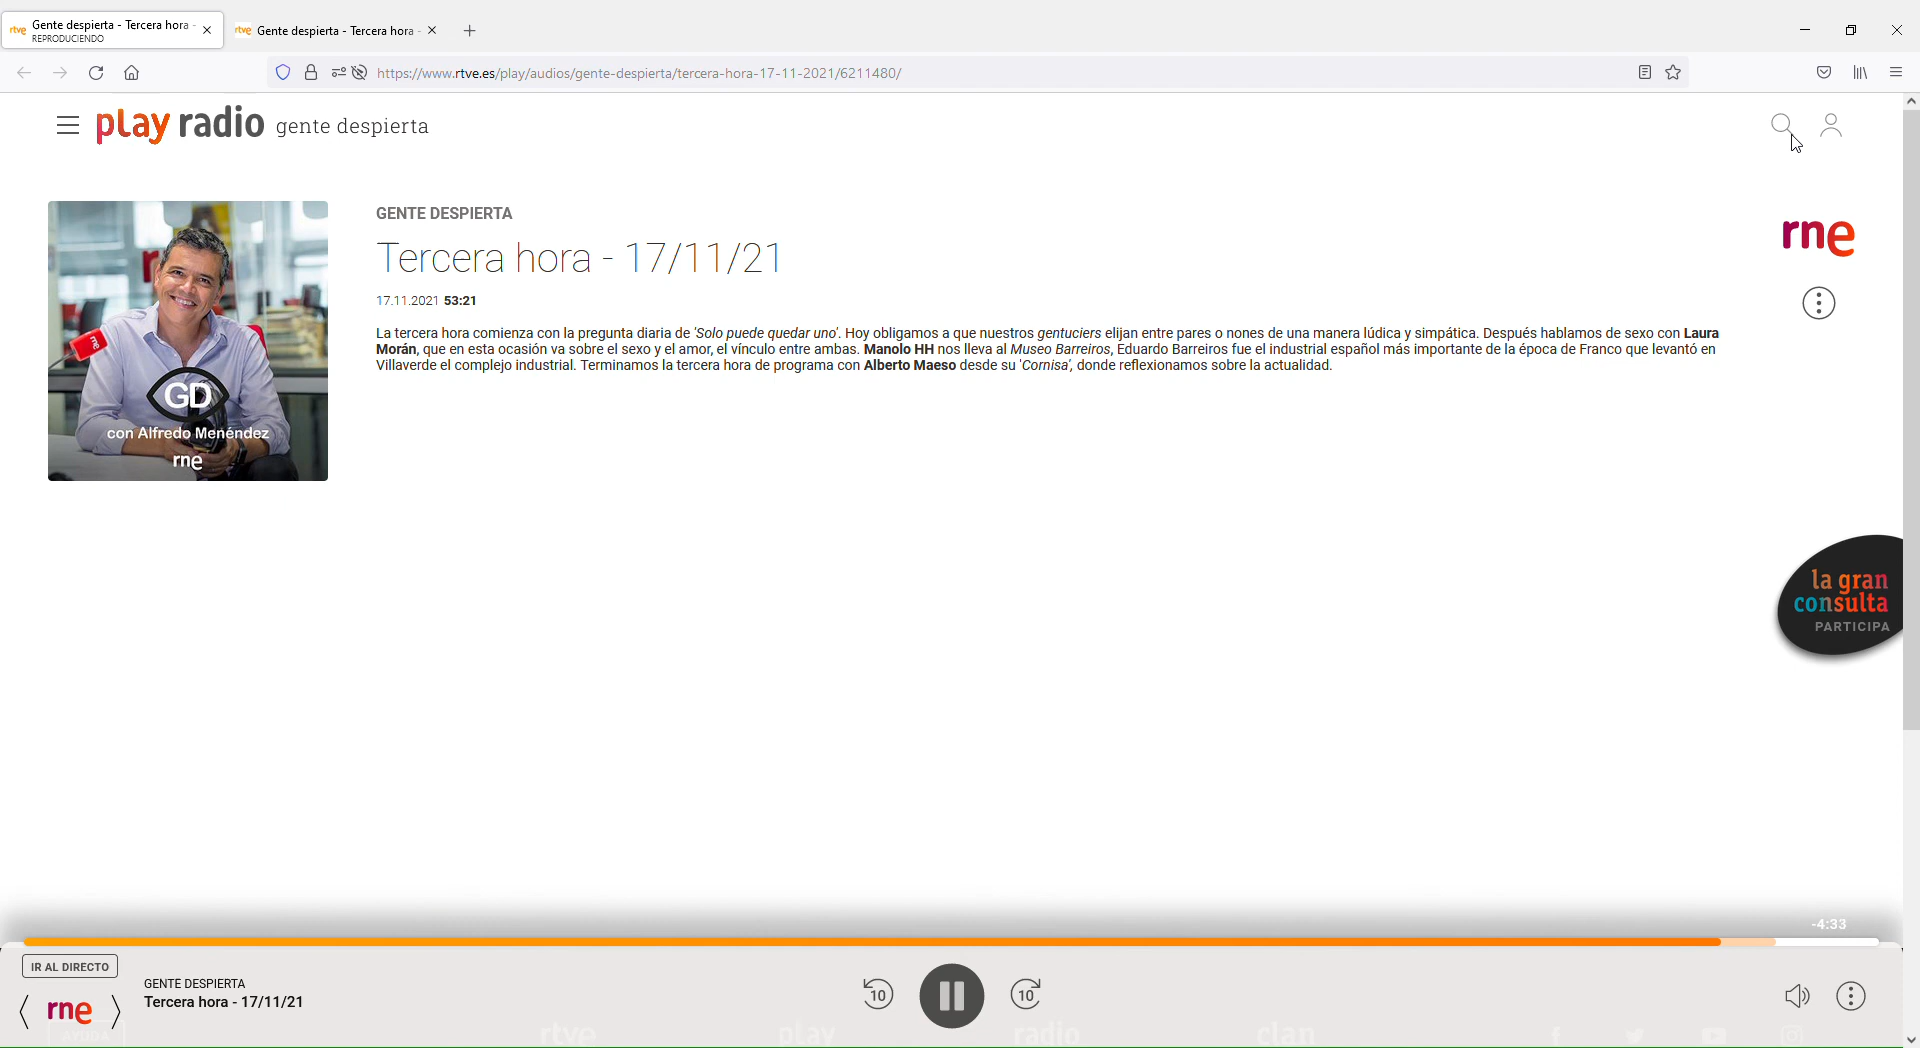 rtve Gente despierta - Tercera hora -
REPRODUCIENDO
rtve Gente despierta - Tercera hora -
https://www.rtve.es/play/audios/gente-despierta/tercera-hora-17-11-2021/6211480/
play radio gente despierta
GENTE DESPIERTA
Tercera hora - 17/11/21
17.11.2021 53:21
La tercera hora comienza con la pregunta diaria de 'Solo puede quedar uno'. Hoy obligamos a que nuestros gentuciers elijan entre pares o nones de una manera lúdica y simpática. Después hablamos de sexo con Laura
Morán, que en esta ocasión va sobre el sexo y el amor, el vínculo entre ambas. Manolo HH nos lleva al Museo Barreiros, Eduardo Barreiros fue el industrial español más importante de la época de Franco que levantó en
Villaverde el complejo industrial. Terminamos la tercera hora de programa con Alberto Maeso desde su 'Cornisa', donde reflexionamos sobre la actualidad.
rne
rne
GD
con Alfredo Menéndez
rne
la gran
consulta
PARTICIPA
-4:33
IR AL DIRECTO
rne
GENTE DESPIERTA
Tercera hora - 17/11/21
10
10
AYUDA
rtve play radio clan